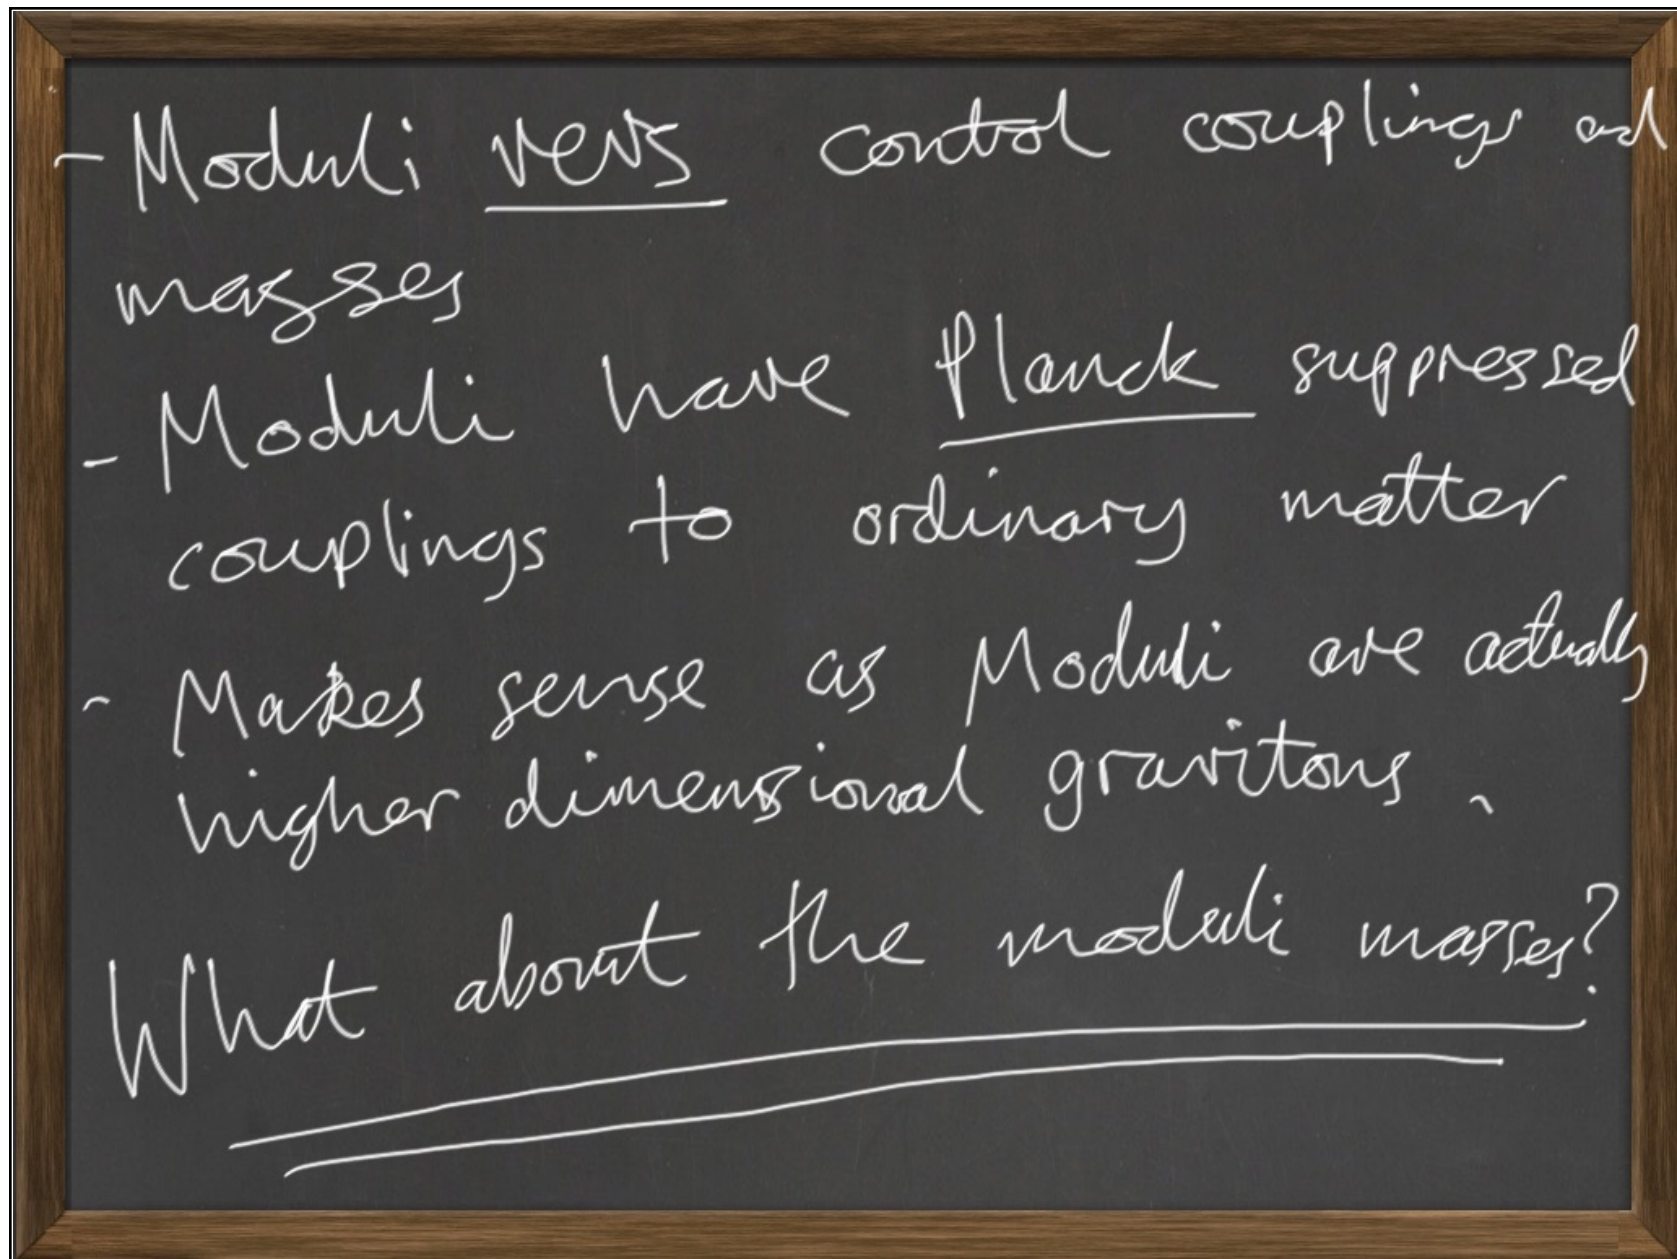 - Moduli vevs control couplings and
masses
- Moduli have Planck suppressed
couplings to ordinary matter
- Makes sense as Moduli are actually
higher dimensional gravitons.
What about the moduli masses?